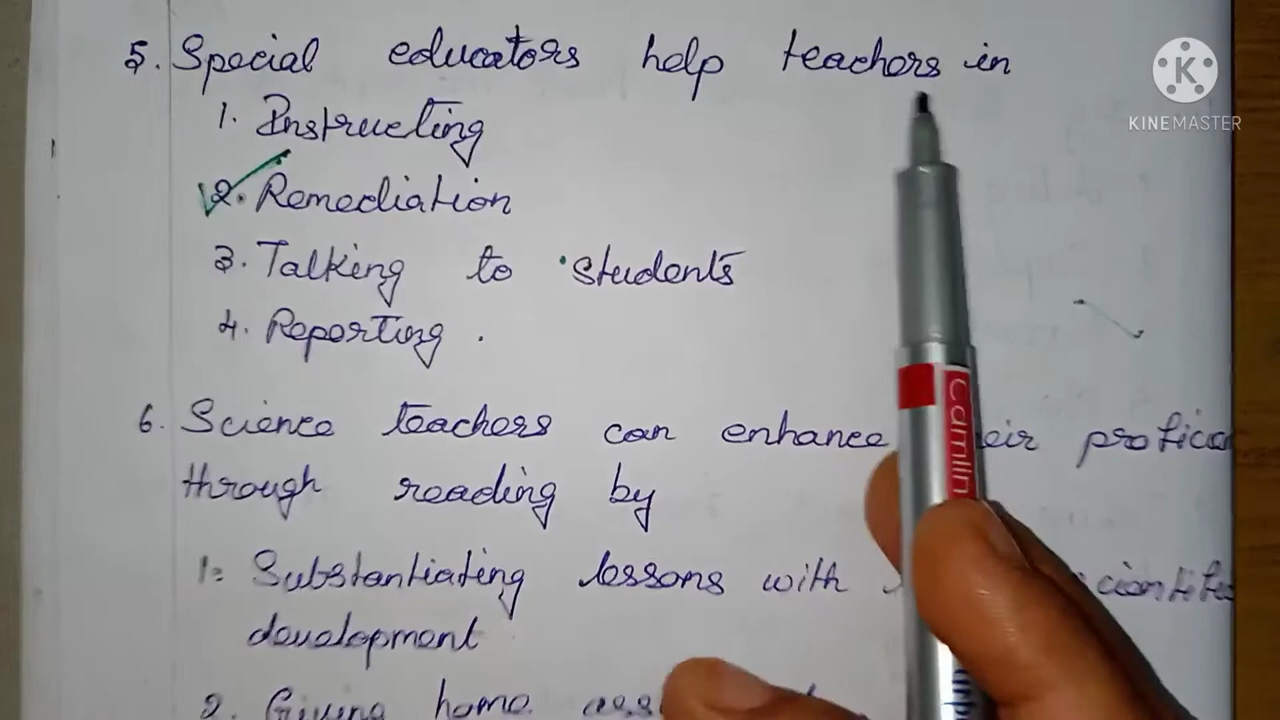 5. Special educators help teachers in
1. Instructing
2. Remediation
3. Talking to students
4. Reporting.
6. Science teachers can enhance
through reading by
1. Substantiating lessons with
development
2. Giving home
K
KINEMASTER
camlin